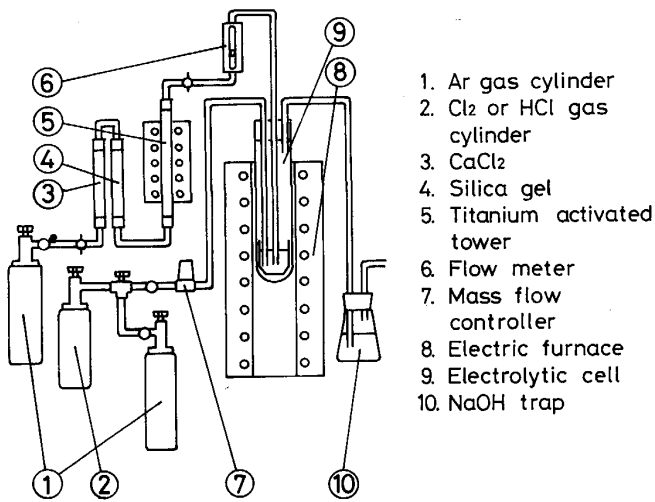 ⑨
⑧
⑥
⑤
④
③
①
②
⑦
⑩
1. Ar gas cylinder
2. Cl₂ or HCl gas
cylinder
3. CaCl₂
4. Silica gel
5. Titanium activated
tower
6. Flow meter
7. Mass flow
controller
8. Electric furnace
9. Electrolytic cell
10. NaOH trap